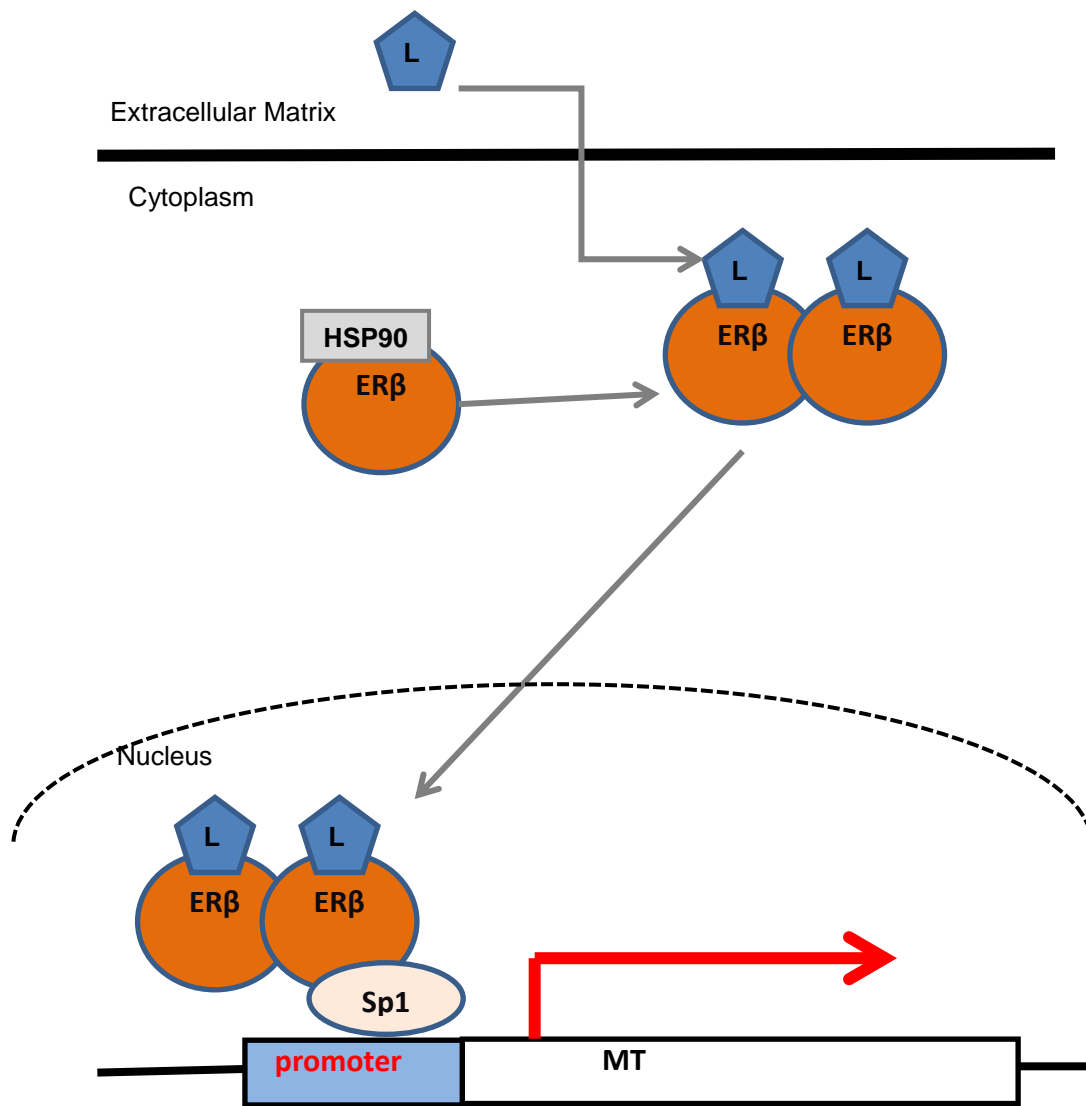 L
Extracellular Matrix
Cytoplasm
L
L
HSP90
ERβ
ERβ
ERβ
Nucleus
L
L
ERβ
ERβ
Sp1
promoter
MT